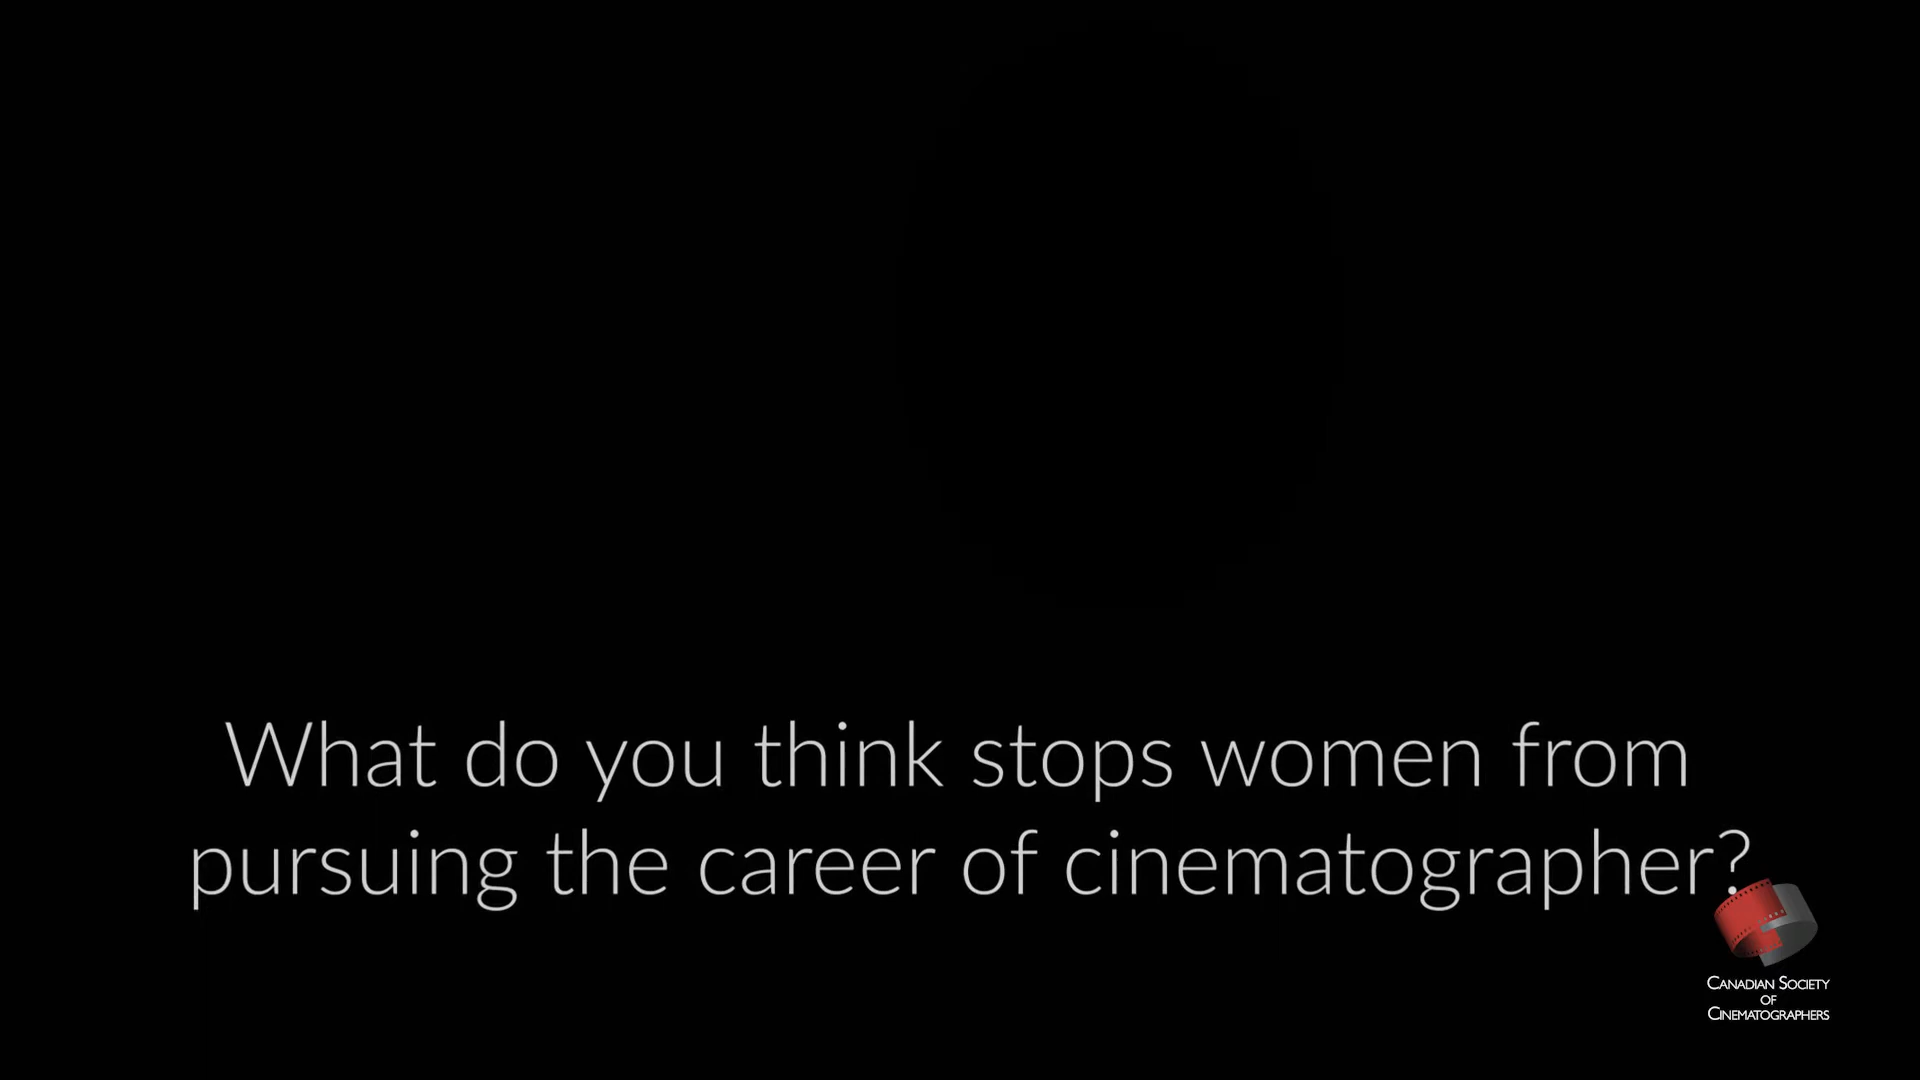 What do you think stops women from
pursuing the career of cinematographer?
CANADIAN SOCIETY
OF
CINEMATOGRAPHERS